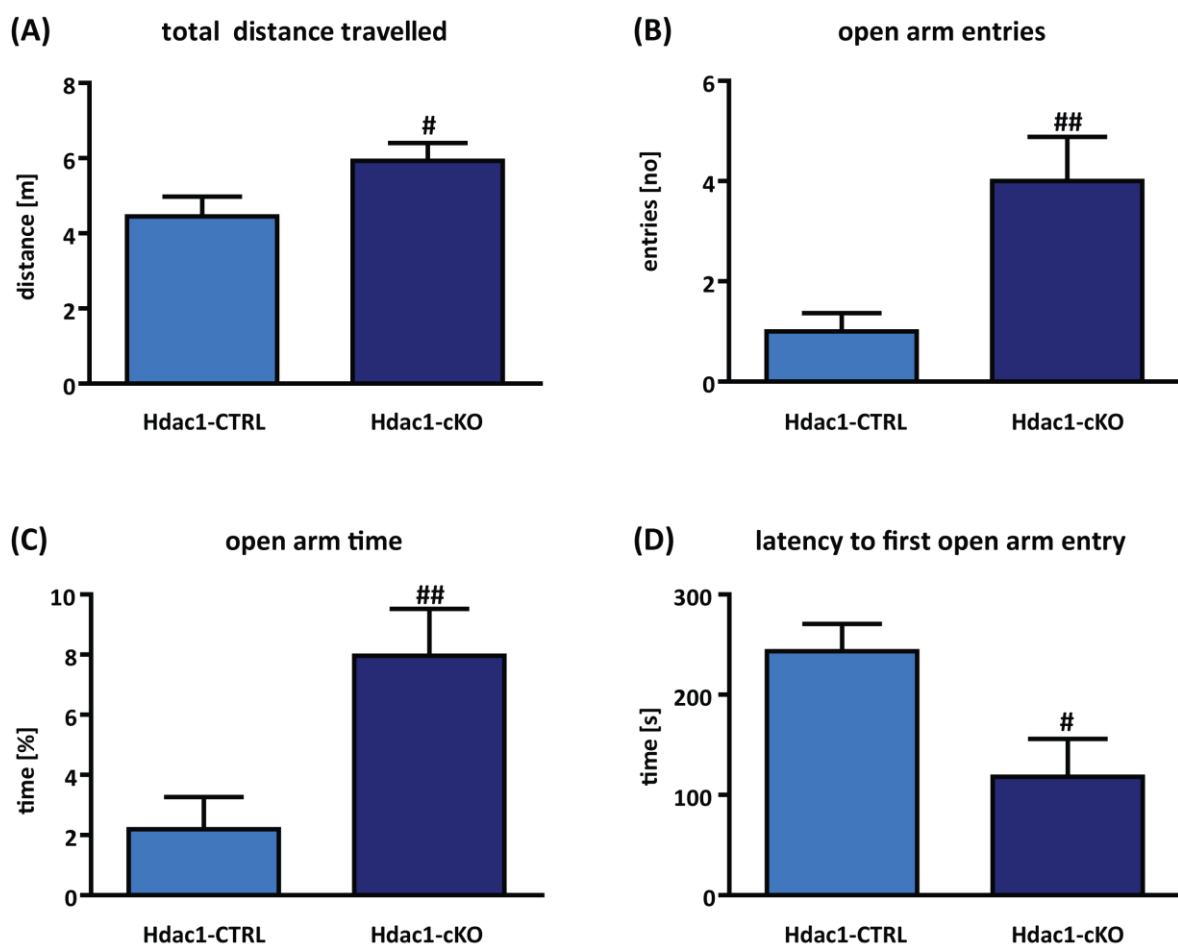 (A) total distance travelled
distance [m]
8
6
4
2
0
#
Hdac1-CTRL Hdac1-cKO
(B) open arm entries
entries [no]
6
4
2
0
##
Hdac1-CTRL Hdac1-cKO
(C) open arm time
time [%]
10
8
6
4
2
0
##
Hdac1-CTRL Hdac1-cKO
(D) latency to first open arm entry
time [s]
300
200
100
0
#
Hdac1-CTRL Hdac1-cKO